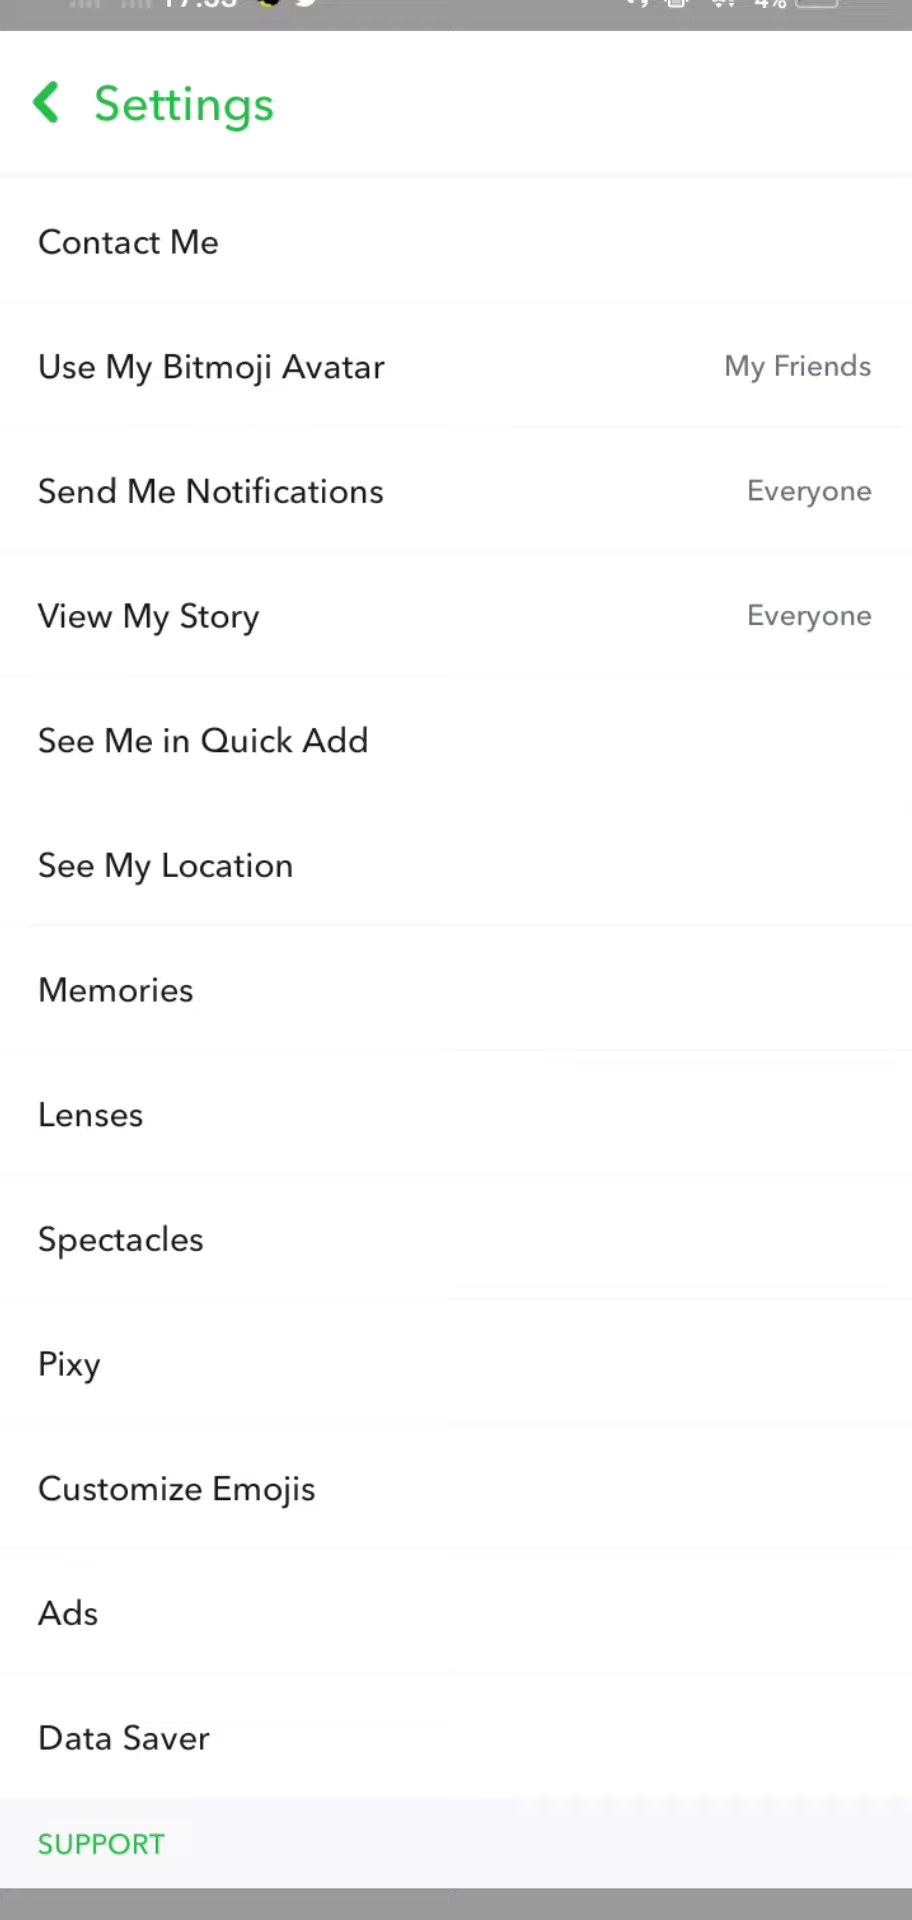 4%
Settings
Contact Me
Use My Bitmoji Avatar My Friends
Send Me Notifications Everyone
View My Story Everyone
See Me in Quick Add
See My Location
Memories
Lenses
Spectacles
Pixy
Customize Emojis
Ads
Data Saver
SUPPORT